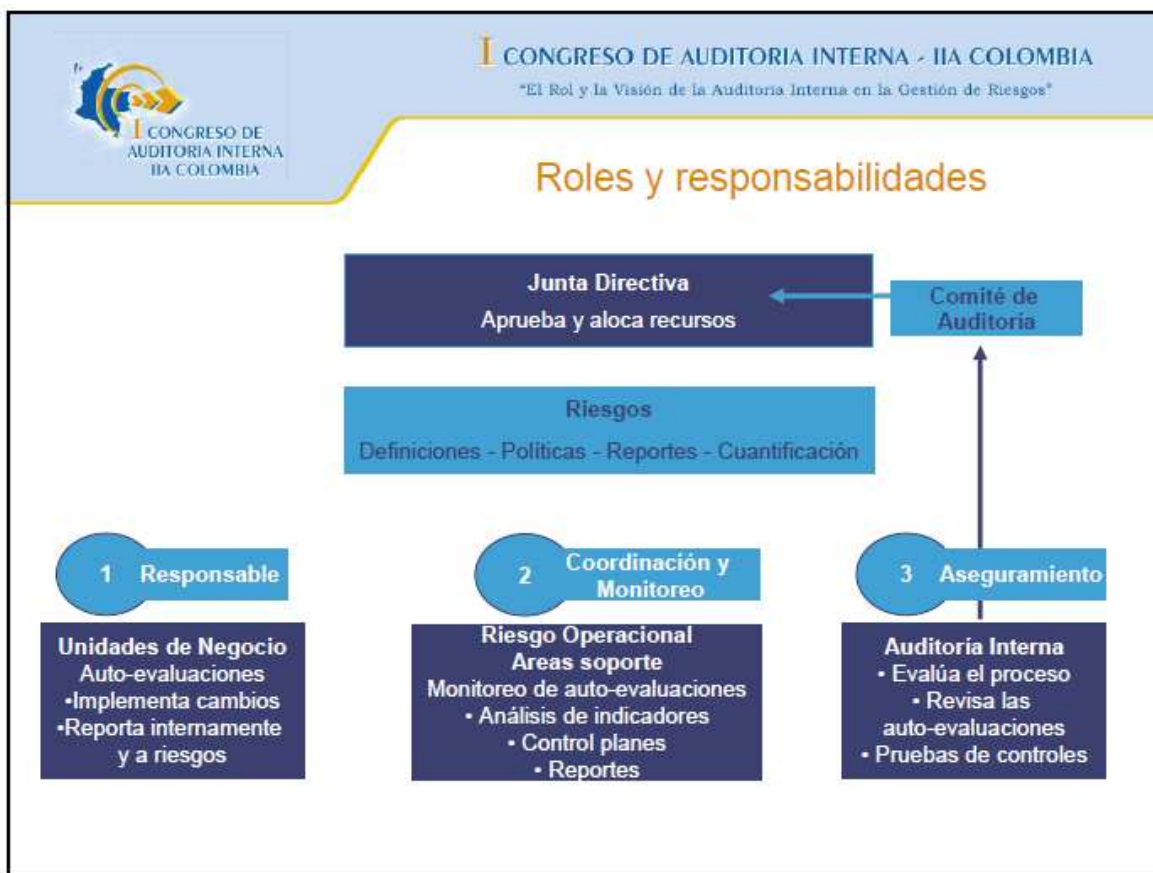 I CONGRESO DE
AUDITORIA INTERNA
IIA COLOMBIA
I CONGRESO DE AUDITORIA INTERNA - IIA COLOMBIA
"El Rol y la Visión de la Auditoria Interna en la Gestión de Riesgos"
Roles y responsabilidades
Junta Directiva
Aprueba y aloca recursos
Comité de
Auditoría
Riesgos
Definiciones - Políticas - Reportes - Cuantificación
1 Responsable
Unidades de Negocio
Auto-evaluaciones
•Implementa cambios
•Reporta internamente
y a riesgos
2 Coordinación y
Monitoreo
Riesgo Operacional
Areas soporte
Monitoreo de auto-evaluaciones
• Análisis de indicadores
• Control planes
• Reportes
3 Aseguramiento
Auditoría Interna
• Evalúa el proceso
• Revisa las
auto-evaluaciones
• Pruebas de controles